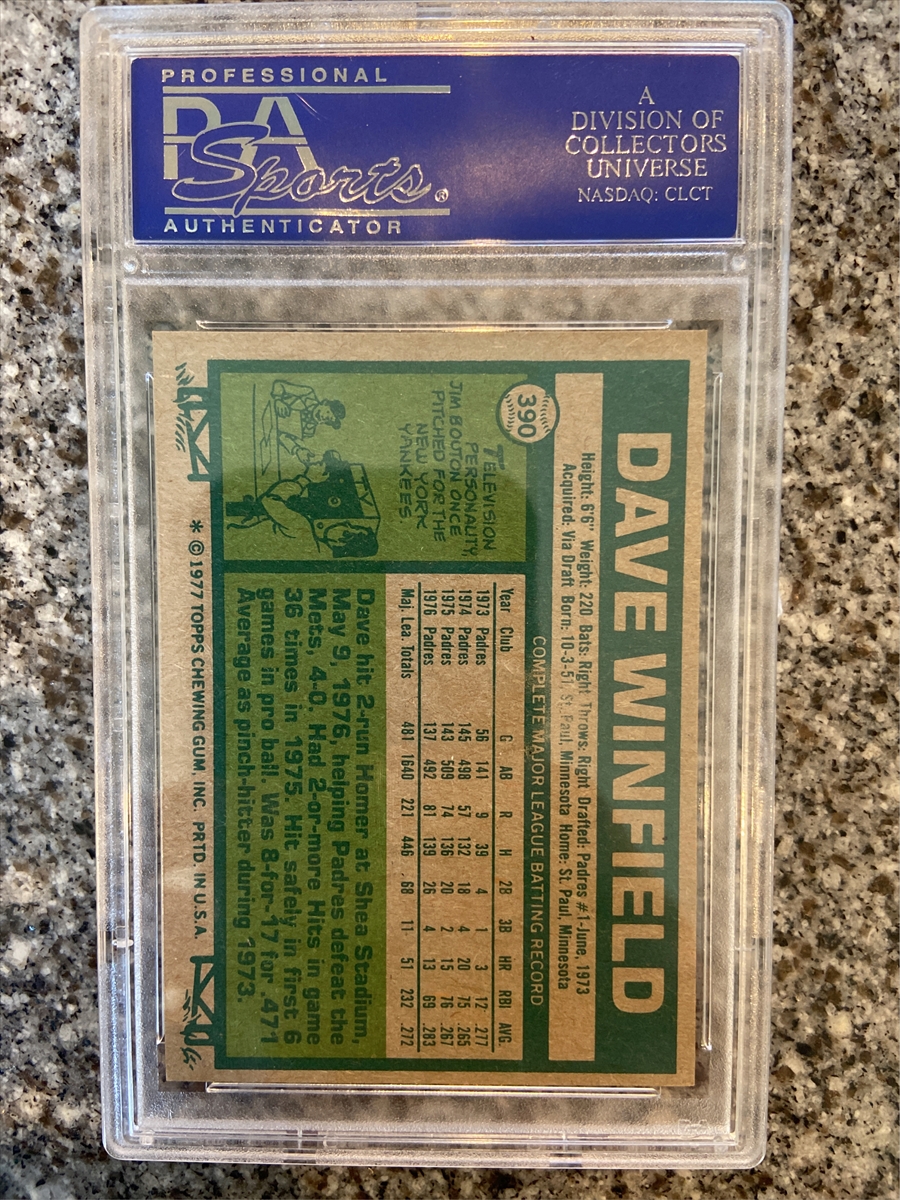 PROFESSIONAL
PSA
Sports®
AUTHENTICATOR
A
DIVISION OF
COLLECTORS
UNIVERSE
NASDAQ: CLCT
DAVE WINFIELD
Height: 6'6" Weight: 220 Bats: Right Throws: Right Drafted: Padres #1-June, 1973
Acquired: Via Draft Born: 10-3-51, St. Paul, Minnesota Home: St. Paul, Minnesota
390
COMPLETE MAJOR LEAGUE BATTING RECORD
Year Club G AB R H 2B 3B HR RBI AVG.
1973 Padres 56 141 9 39 4 1 3 12 .277
1974 Padres 145 498 57 132 18 4 20 75 .265
1975 Padres 143 509 74 136 20 2 15 76 .267
1976 Padres 137 492 81 139 26 4 13 69 .283
Maj. Lea. Totals 481 1640 221 446 68 11 51 232 .272
TELEVISION
PERSONALITY,
JIM BOUTON ONCE
PITCHED FOR THE
NEW YORK
YANKEES.
TV
Dave hit 2-run Homer at Shea Stadium,
May 9, 1976, helping Padres defeat the
Mets, 4-0. Had 2-or-more Hits in game
36 times in 1975. Hit safely in first 6
games in pro ball. Was 8-for-17 for .471
Average as pinch-hitter during 1973.
* © 1977 TOPPS CHEWING GUM, INC. PRTD. IN U.S.A.